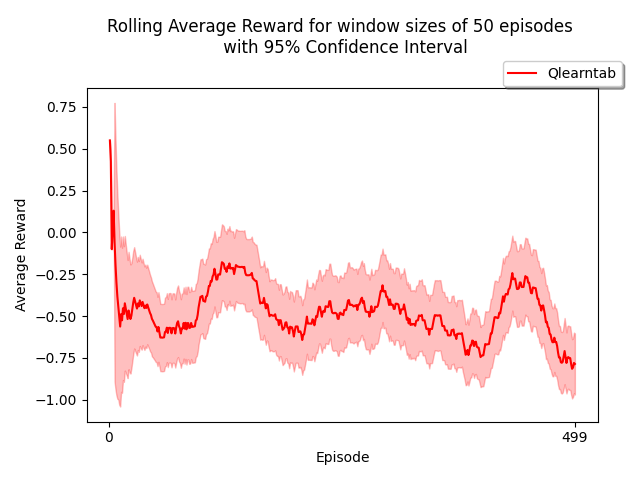 Rolling Average Reward for window sizes of 50 episodes
with 95% Confidence Interval
Qlearntab
0.75
0.50
0.25
0.00
−0.25
−0.50
−0.75
−1.00
Average Reward
0 499
Episode